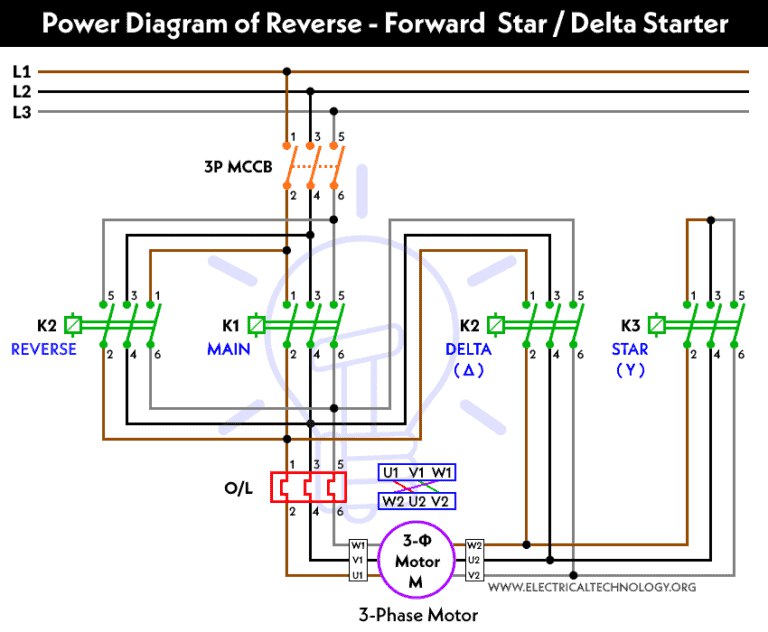 Power Diagram of Reverse - Forward Star / Delta Starter
L1
L2
L3
1 3 5
3P MCCB
2 4 6
5 3 1
1 3 5
1 3 5
1 3 5
K2
K1
K2
K3
REVERSE
MAIN
DELTA
STAR
(Δ)
(Y)
2 4 6
2 4 6
2 4 6
2 4 6
1 3 5
O/L
2 4 6
U1 V1 W1
W2 U2 V2
W1
V1
U1
3-Φ
Motor
M
W2
U2
V2
WWW.ELECTRICALTECHNOLOGY.ORG
3-Phase Motor